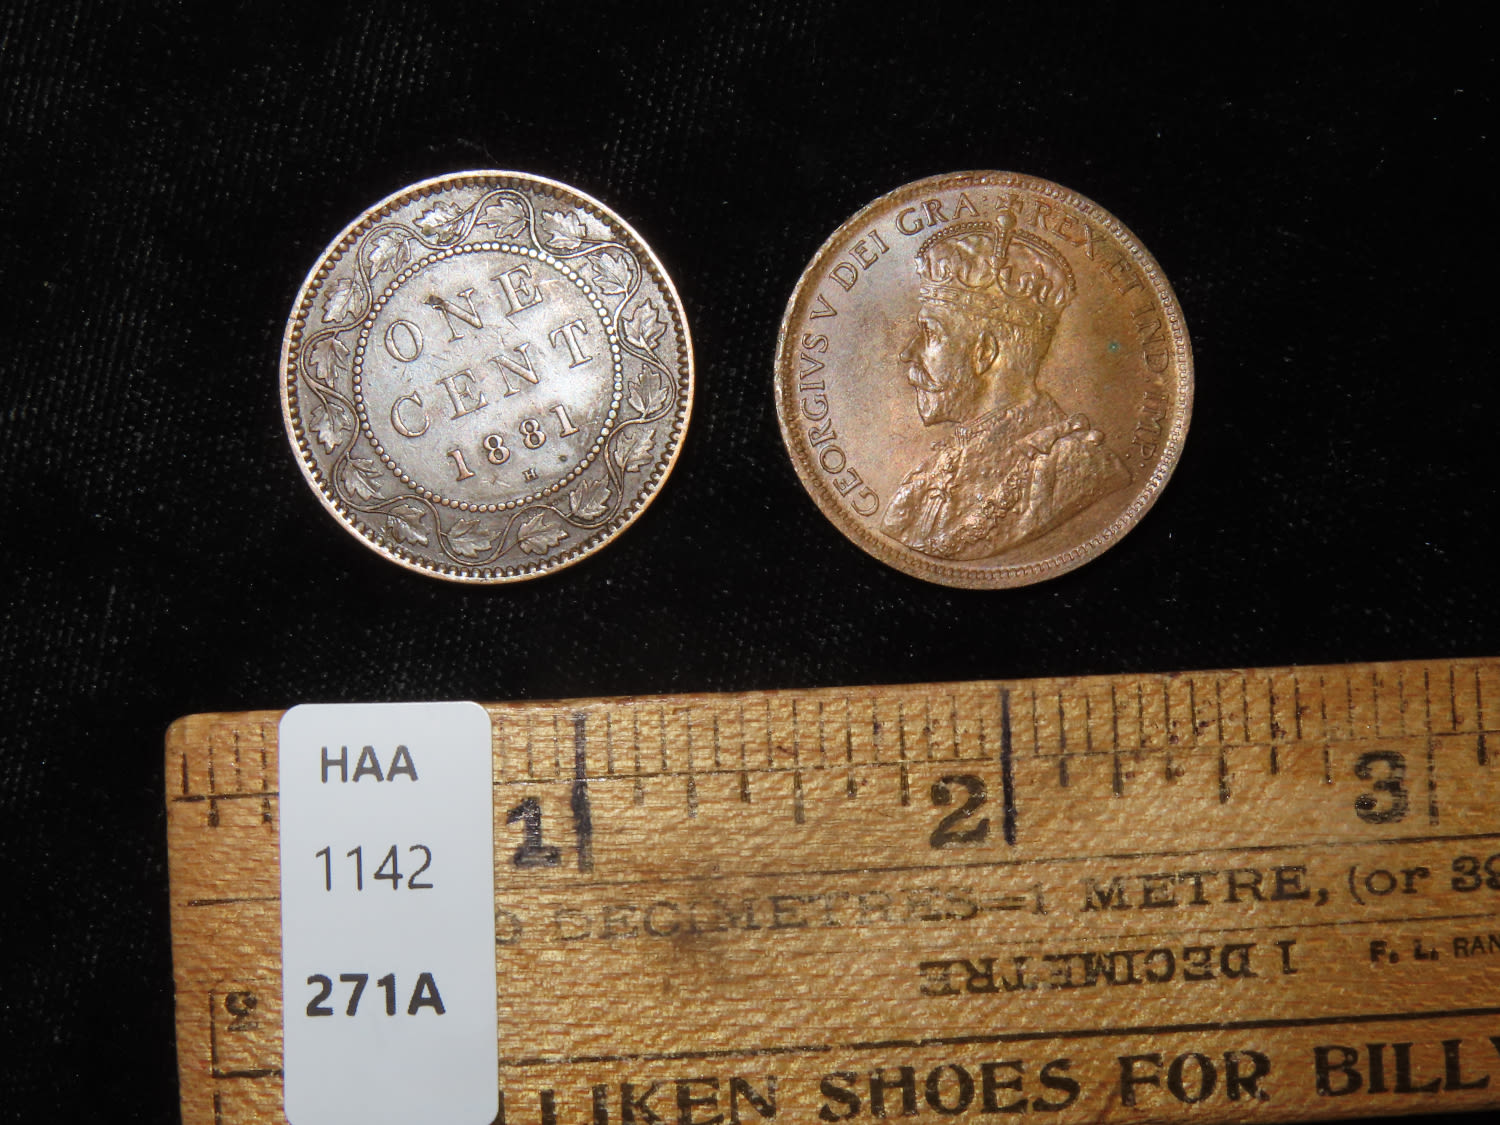 ONE
CENT
1881
H
GEORGIVS V DEI GRA: REX ET IND: IMP:
HAA
1142
271A
1 2 3
DECIMETRES=1 METRE, (or 39
1 DECIMETRE
F. L. RAN
LIKEN SHOES FOR BILLY